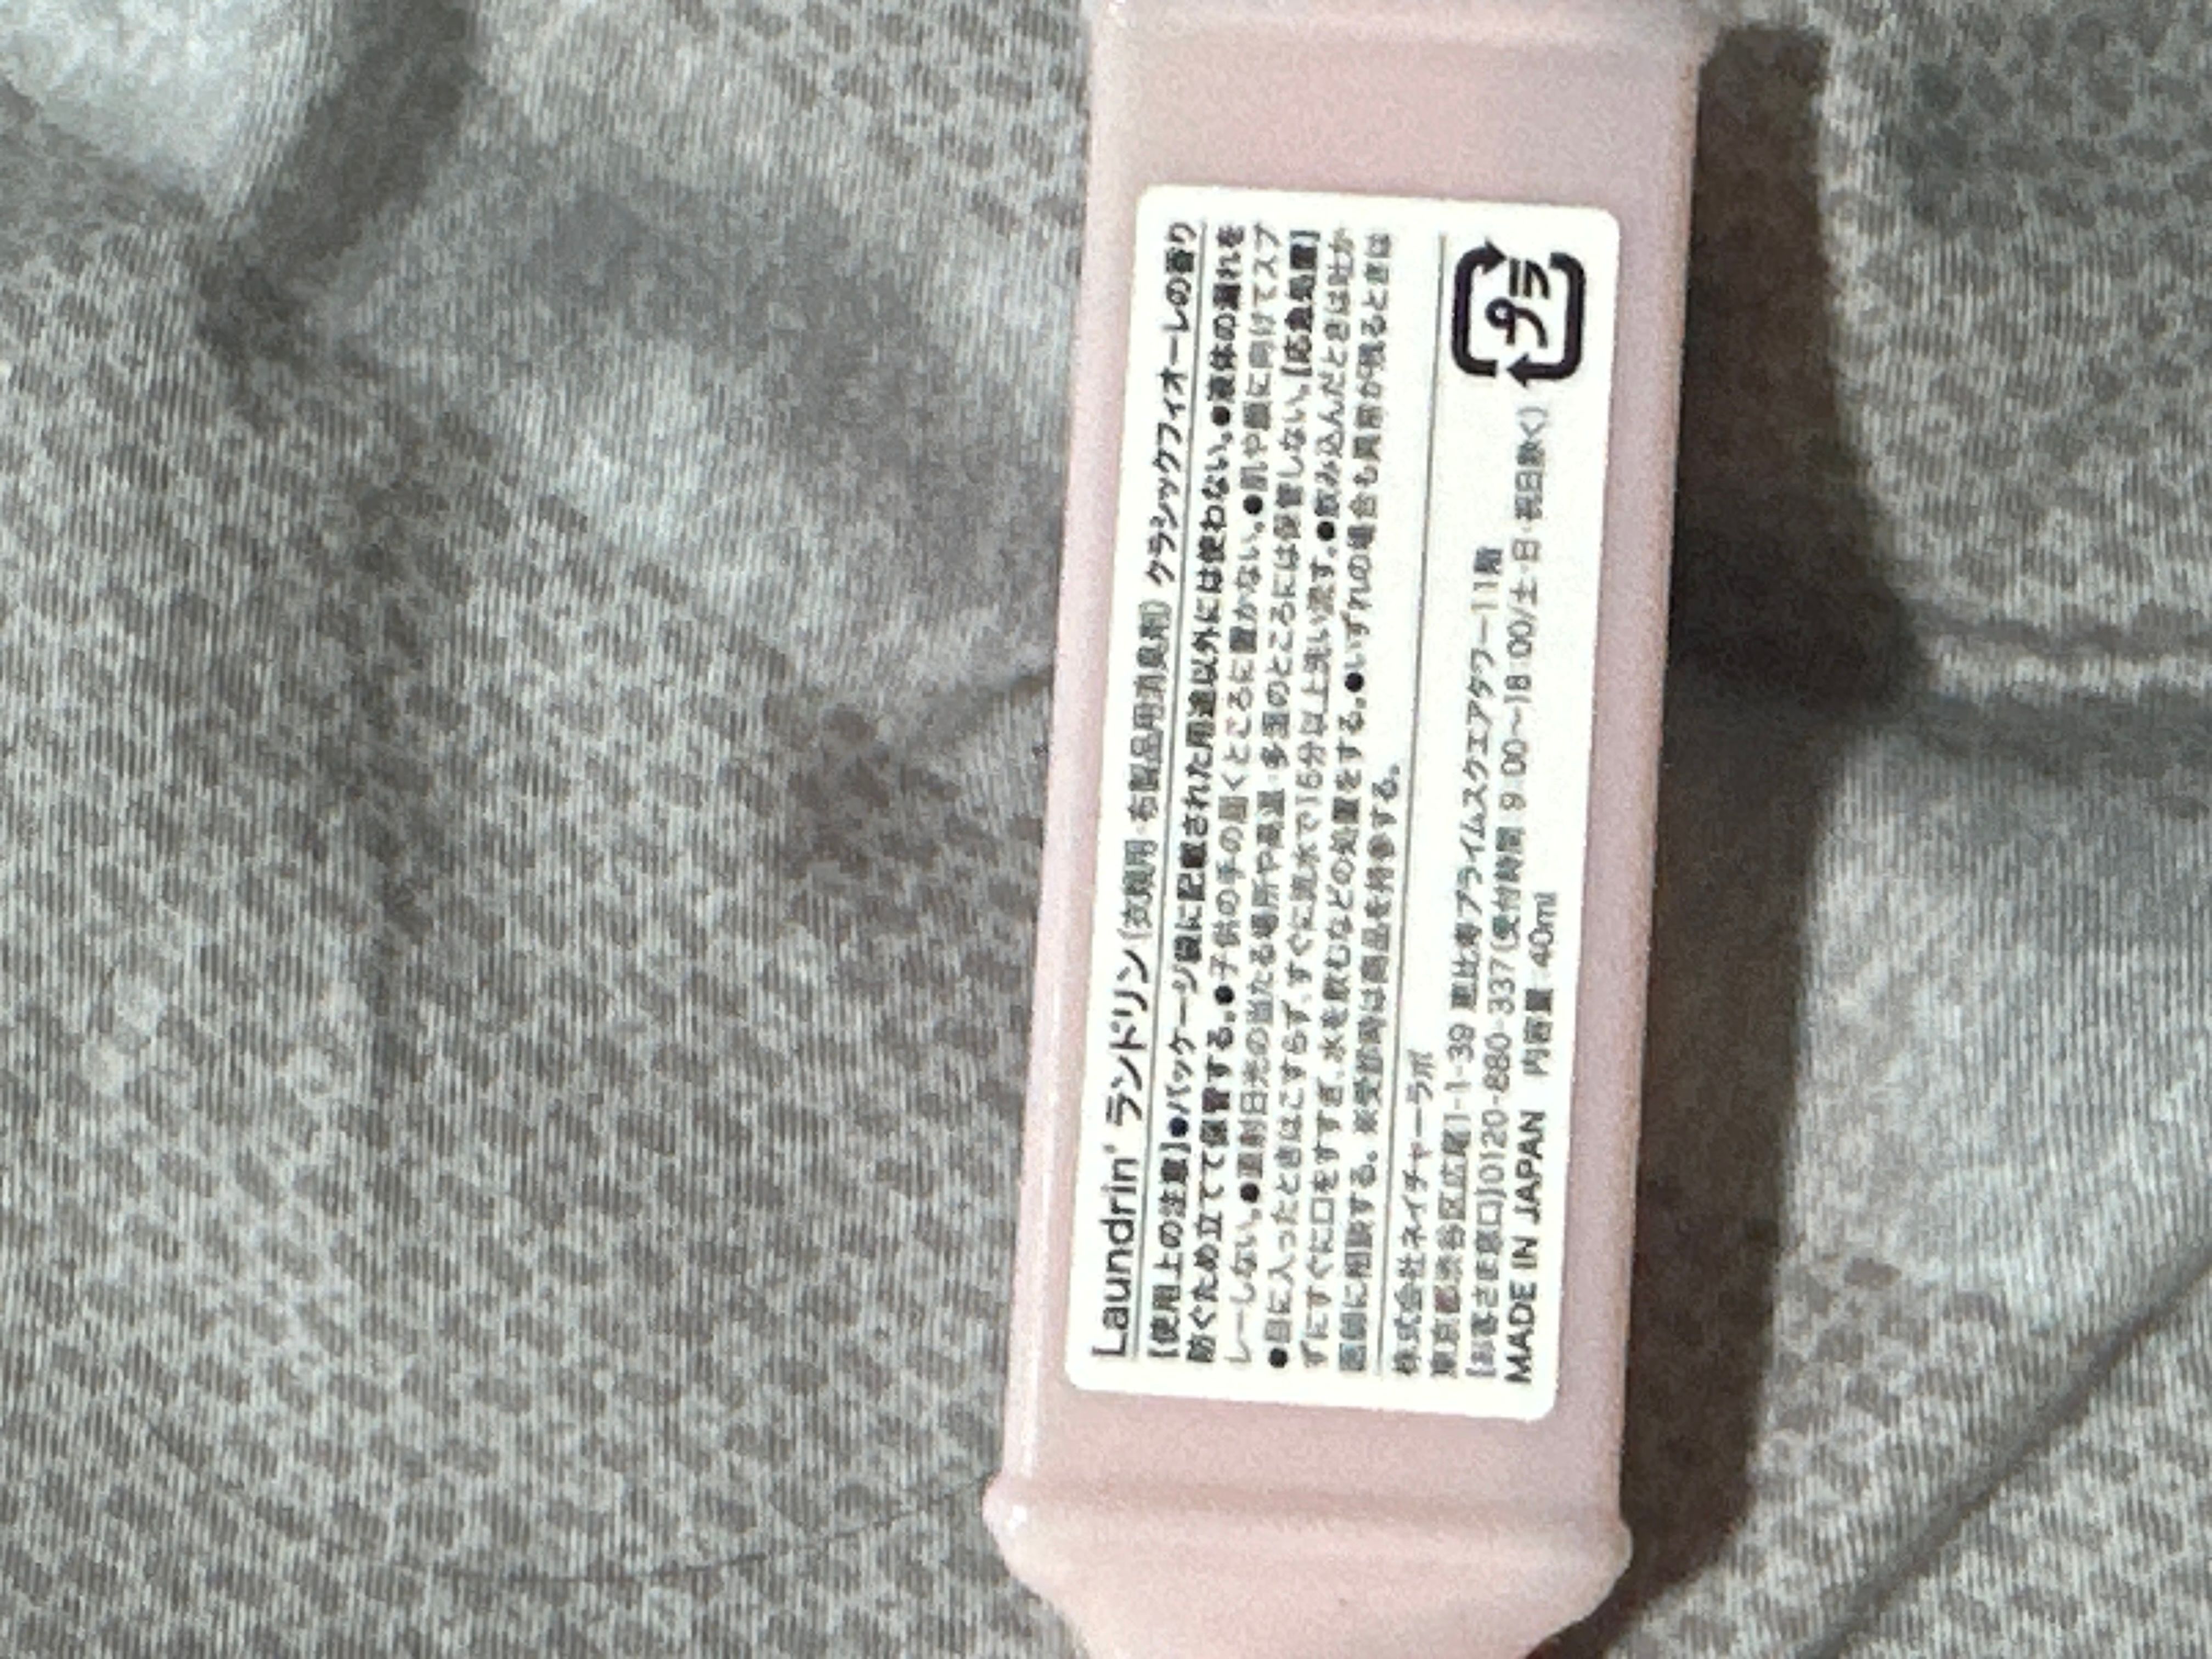 Laundrin' ランドリン(衣類用・布製品用消臭剤) クラシックフィオーレの香り
[使用上の注意]●パッケージ袋に記載された用途以外には使わない。●液体の漏れを
防ぐため立てて保管する。●子供の手の届くところに置かない。●肌や顔に向けてスプ
レーしない。●直射日光の当たる場所や高温・多湿のところには保管しない。[応急処置]
●目に入ったときはこすらず、すぐに流水で15分以上洗い流す。●飲み込んだときは吐か
ずにすぐに口をすすぎ、水を飲むなどの処置をする。●いずれの場合も異常が残るときは
医師に相談する。※受診時は商品を持参する。
株式会社ネイチャーラボ
東京都渋谷区広尾1-1-39 恵比寿プライムスクエアタワー11階
[お客さま窓口]0120-880-337(受付時間 9:00～18:00/土・日・祝日除く)
MADE IN JAPAN 内容量 40ml
プラ